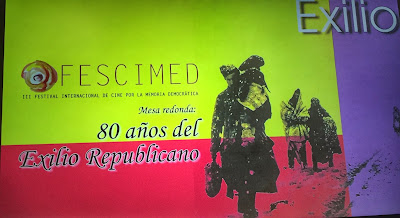 Exilio
FESCIMED
III FESTIVAL INTERNACIONAL DE CINE POR LA MEMORIA DEMOCRÁTICA
Mesa redonda:
80 años del
Exilio Republicano